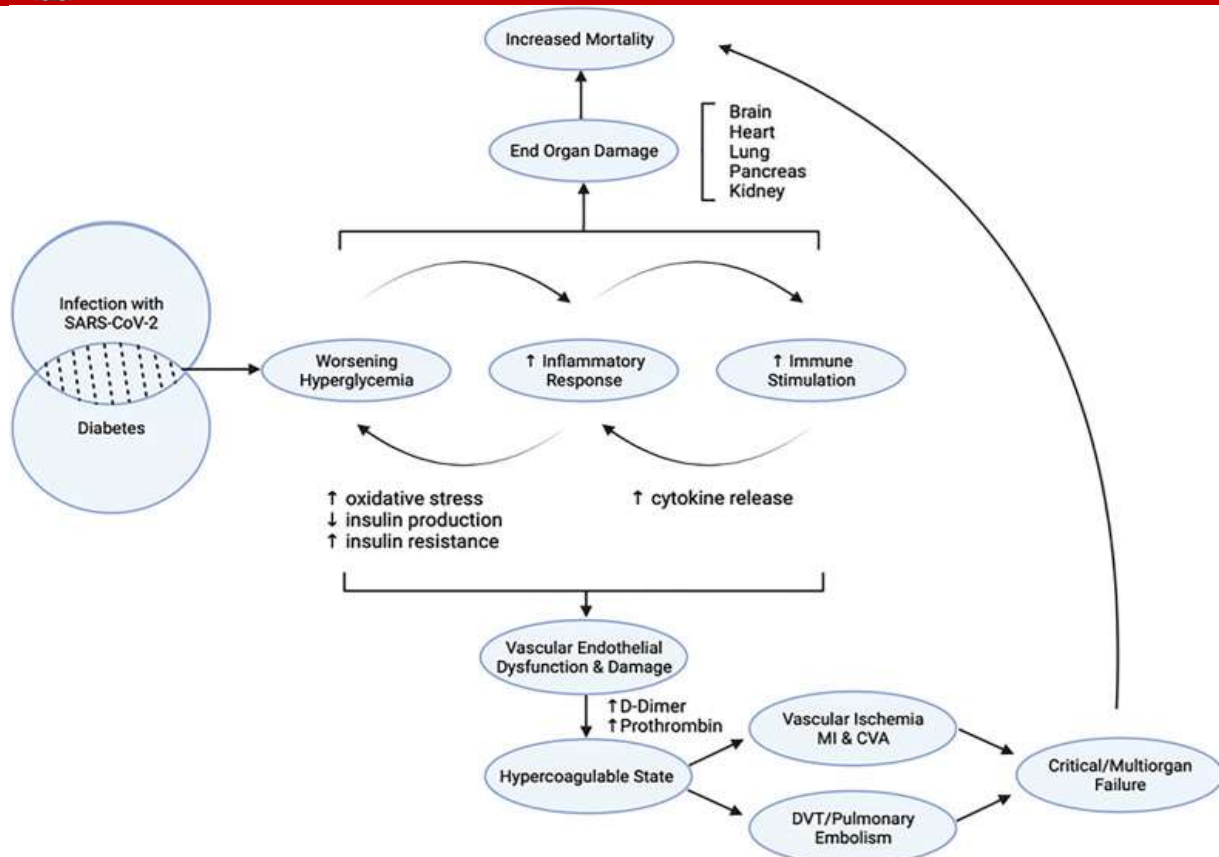 Increased Mortality
End Organ Damage
Brain
Heart
Lung
Pancreas
Kidney
Infection with
SARS-CoV-2
Diabetes
Worsening
Hyperglycemia
↑ Inflammatory
Response
↑ Immune
Stimulation
↑ oxidative stress
↓ insulin production
↑ insulin resistance
↑ cytokine release
Vascular Endothelial
Dysfunction & Damage
↑D-Dimer
↑Prothrombin
Hypercoagulable State
Vascular Ischemia
MI & CVA
DVT/Pulmonary
Embolism
Critical/Multiorgan
Failure